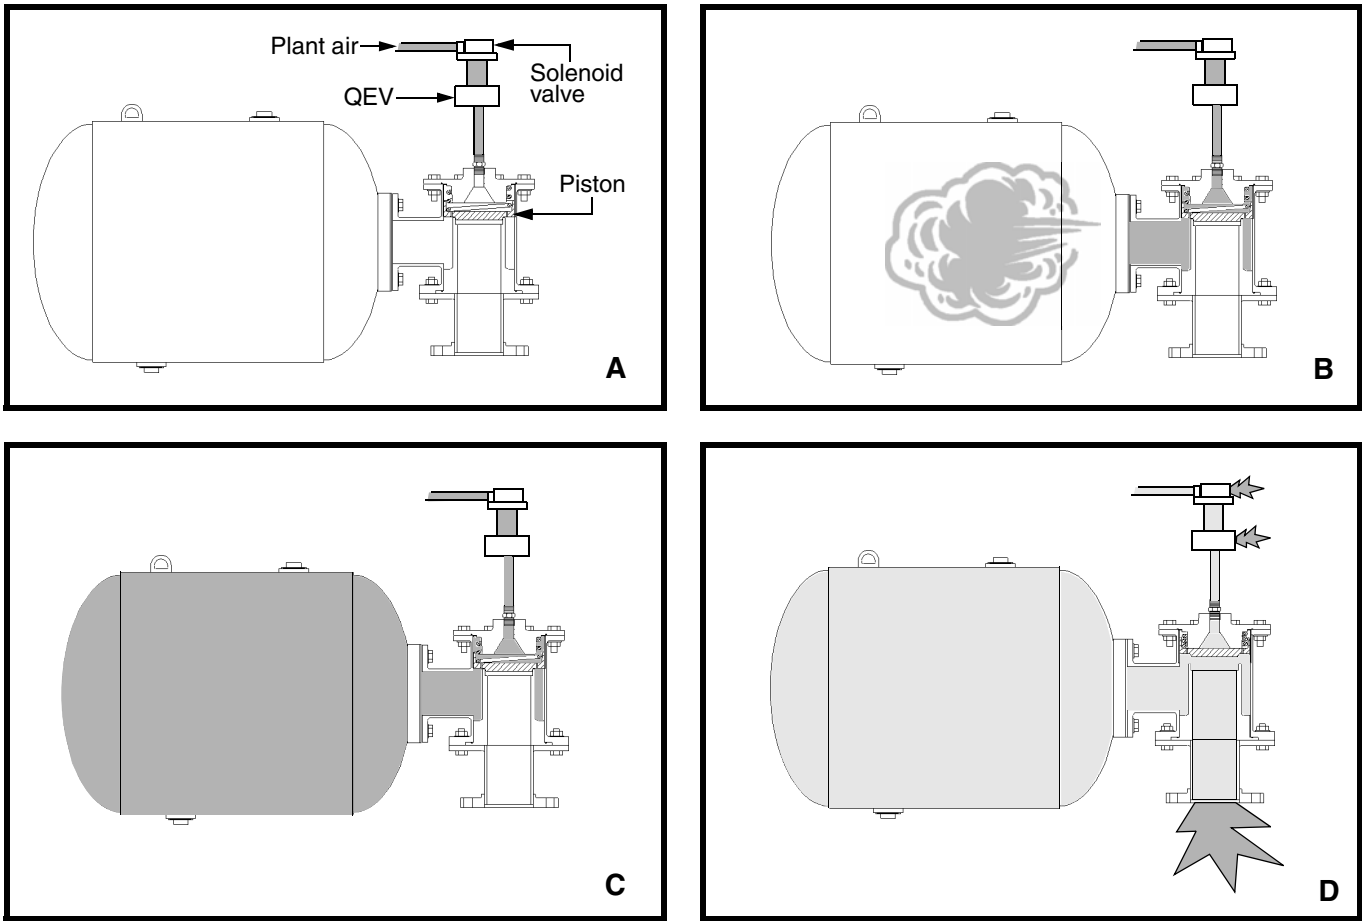 Plant air
Solenoid
valve
QEV
Piston
A
B
C
D